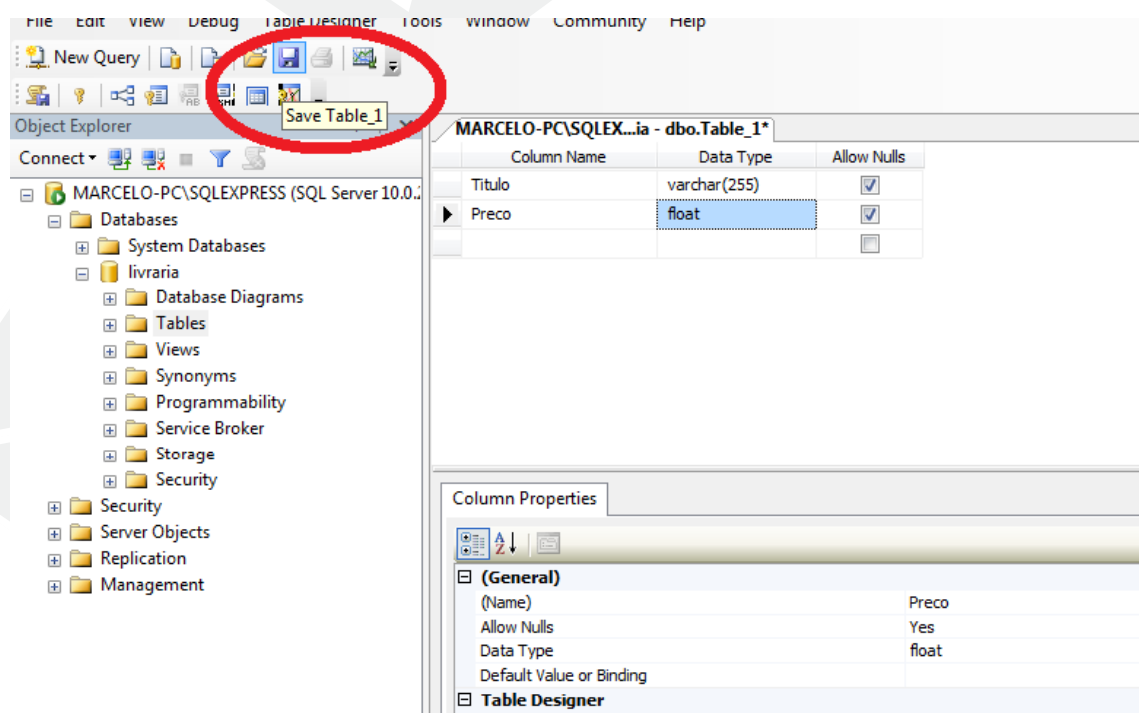 File Edit View Debug Table Designer Tools Window Community Help
New Query
Save Table_1
Object Explorer
Connect
MARCELO-PC\SQLEXPRESS (SQL Server 10.0.2
Databases
System Databases
livraria
Database Diagrams
Tables
Views
Synonyms
Programmability
Service Broker
Storage
Security
Security
Server Objects
Replication
Management
MARCELO-PC\SQLEX...ia - dbo.Table_1*
Column Name Data Type Allow Nulls
Titulo varchar(255)
Preco float
Column Properties
(General)
(Name) Preco
Allow Nulls Yes
Data Type float
Default Value or Binding
Table Designer